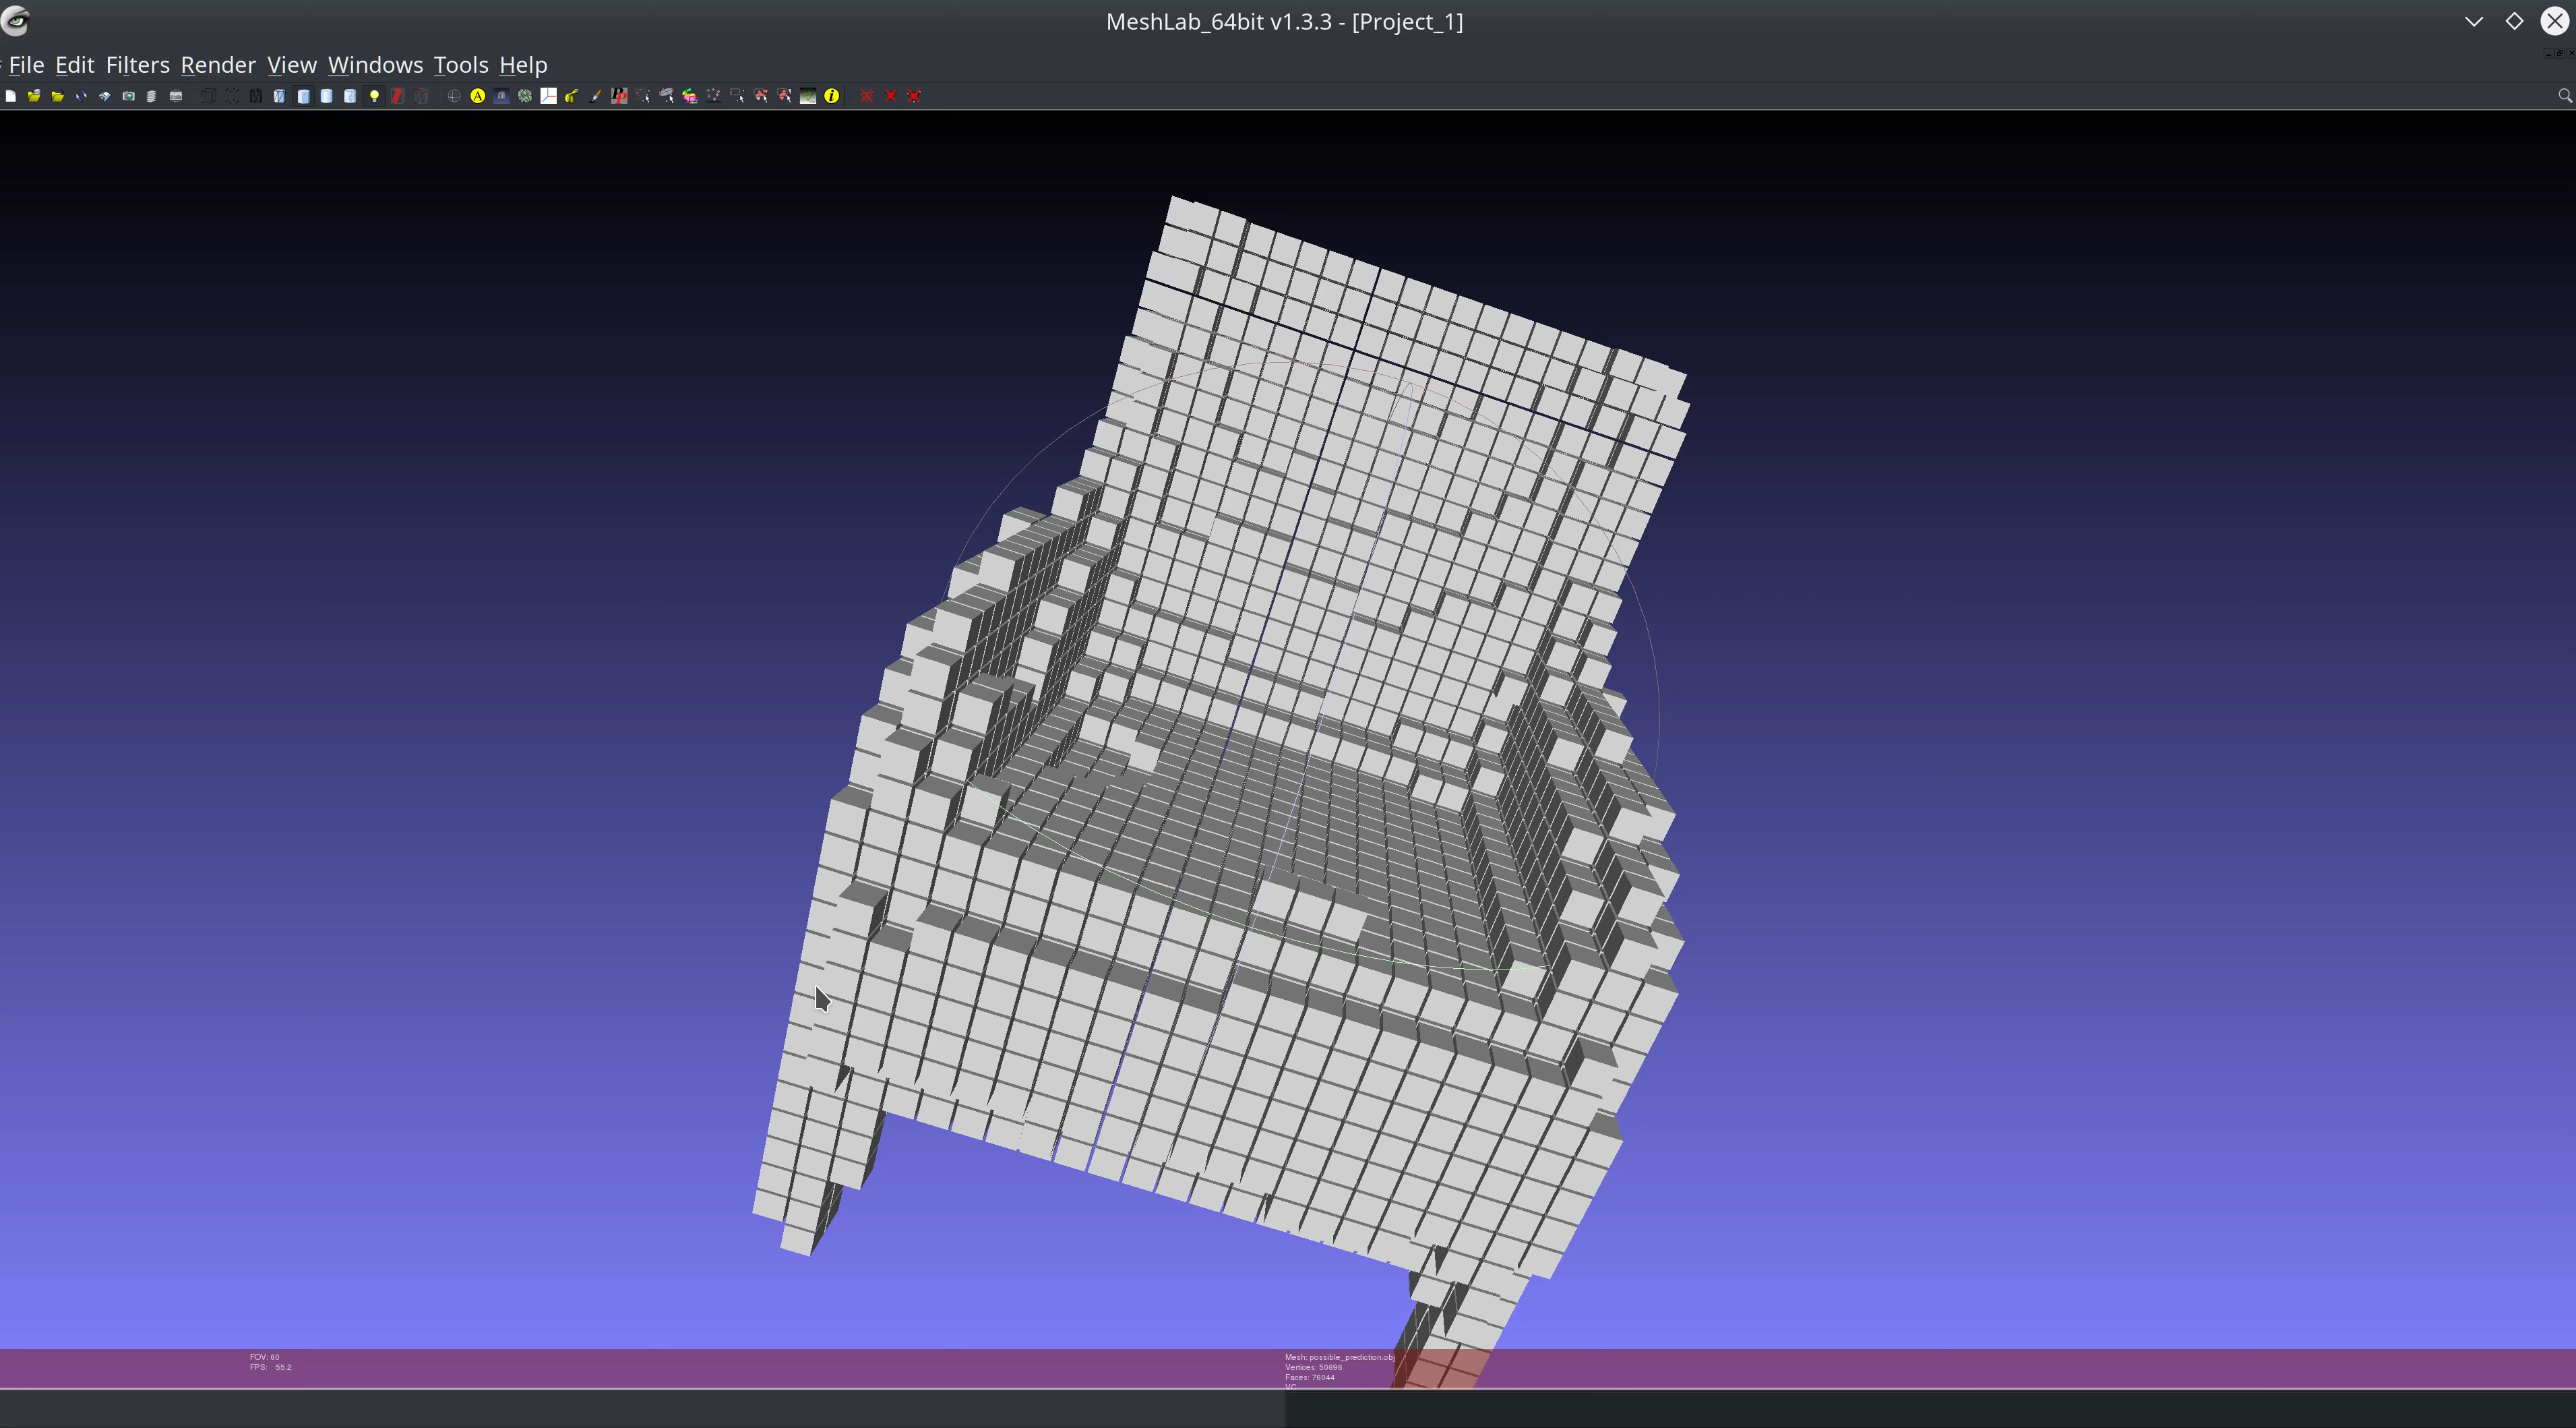 MeshLab_64bit v1.3.3 - [Project_1]
File Edit Filters Render View Windows Tools Help
FOV: 60
FPS: 55.2
Mesh: possible_prediction.obj
Vertices: 50696
Faces: 76044
VC